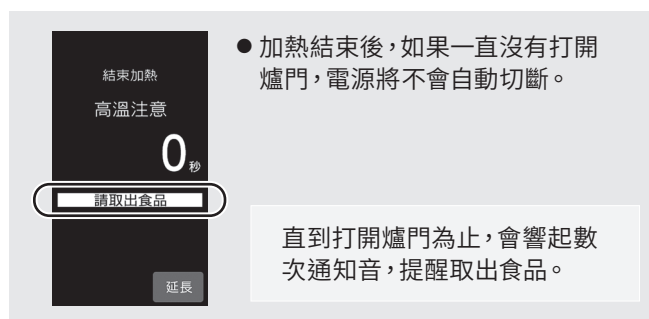 結束加熱
高溫注意
0秒
請取出食品
延長
●加熱結束後,如果一直沒有打開
爐門,電源將不會自動切斷。
直到打開爐門為止,會響起數
次通知音,提醒取出食品。